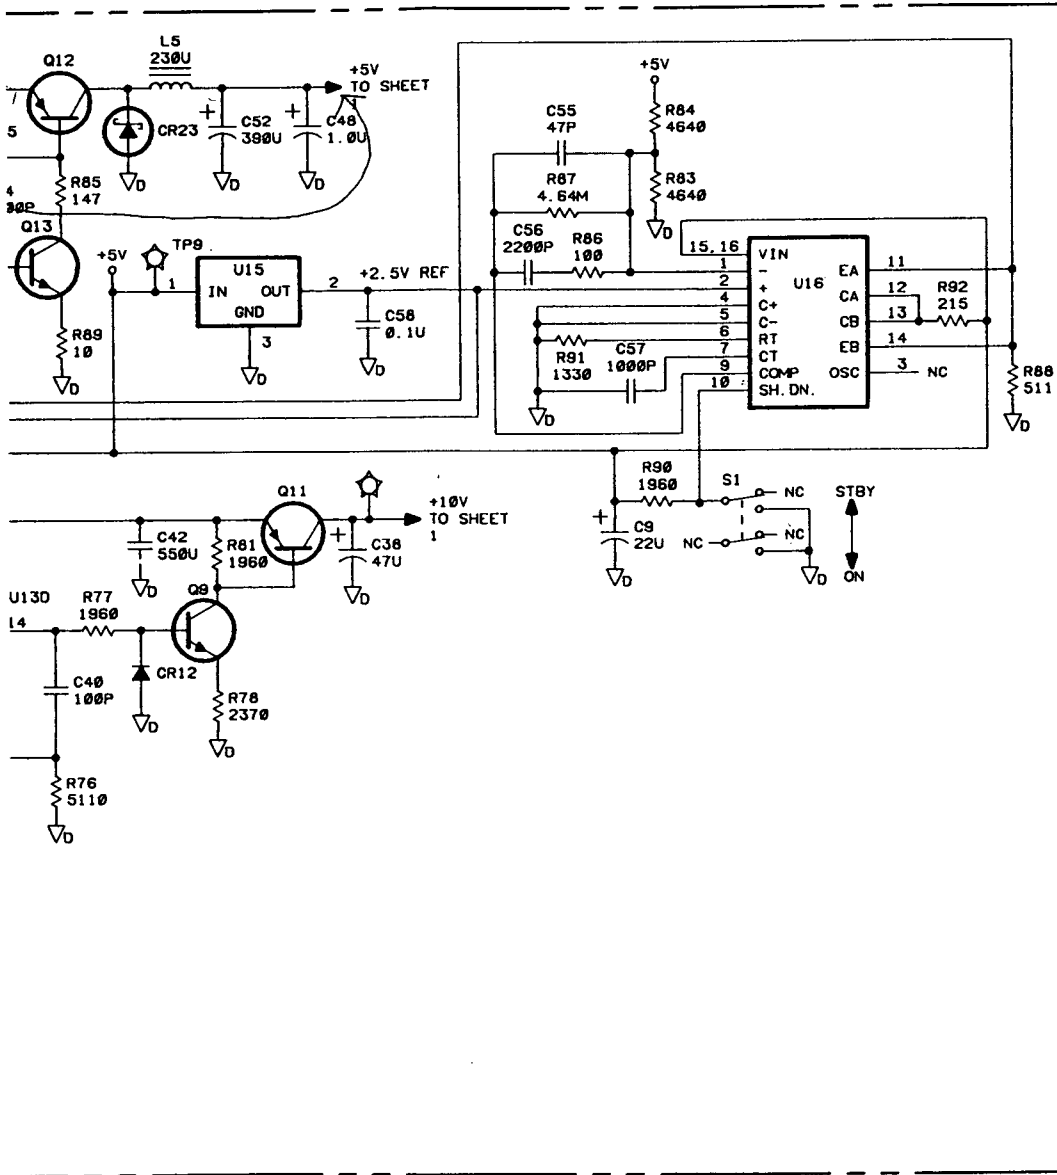 L5
230U
Q12
+5V
TO SHEET
1
+
C52
390U
+
C48
1.0U
CR23
D
D
D
5
R85
147
4
Q13
+5V
TP9
1
U15
IN OUT
GND
2
+2.5V REF
3
C58
0.1U
D
D
R89
10
D
+5V
C55
47P
R84
4640
R87
4.64M
R83
4640
D
C56
2200P
R86
100
15,16
1
2
4
5
6
7
9
10
VIN
-
+
C+
C-
RT
CT
COMP
SH.DN.
U16
EA
CA
CB
EB
OSC
11
12
13
14
3
NC
R92
215
R88
511
D
R91
1330
C57
1000P
D
R90
1960
S1
NC
NC
NC
STBY
ON
+
C9
22U
D
D
Q11
+10V
TO SHEET
1
C42
550U
R81
1960
+
C38
47U
D
D
U13D
14
R77
1960
Q9
CR12
C40
100P
D
R78
2370
D
R76
5110
D